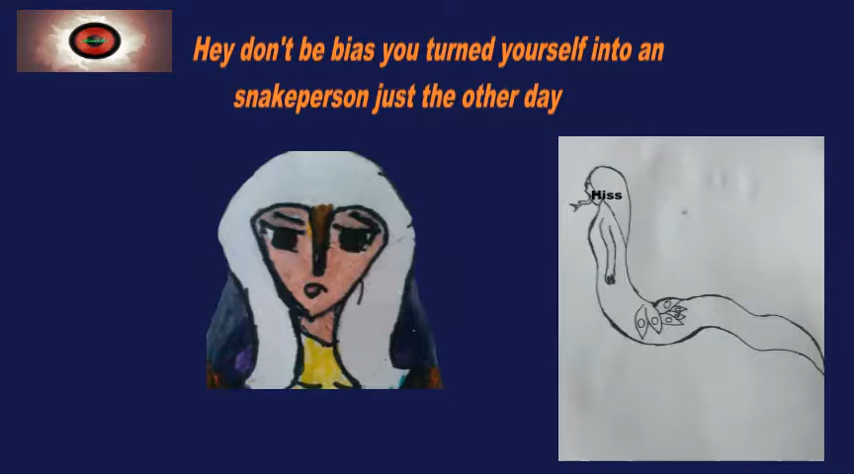 Hey don't be bias you turned yourself into an
snakeperson just the other day
Hiss